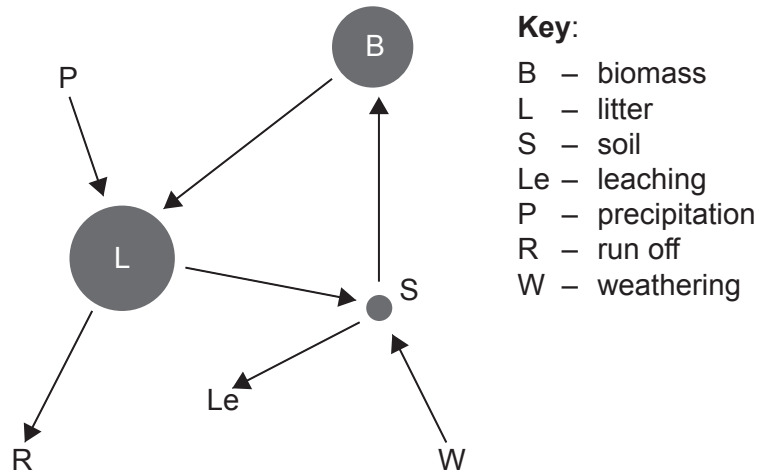 B
P
L
S
Le
R
W
Key:
B – biomass
L – litter
S – soil
Le – leaching
P – precipitation
R – run off
W – weathering